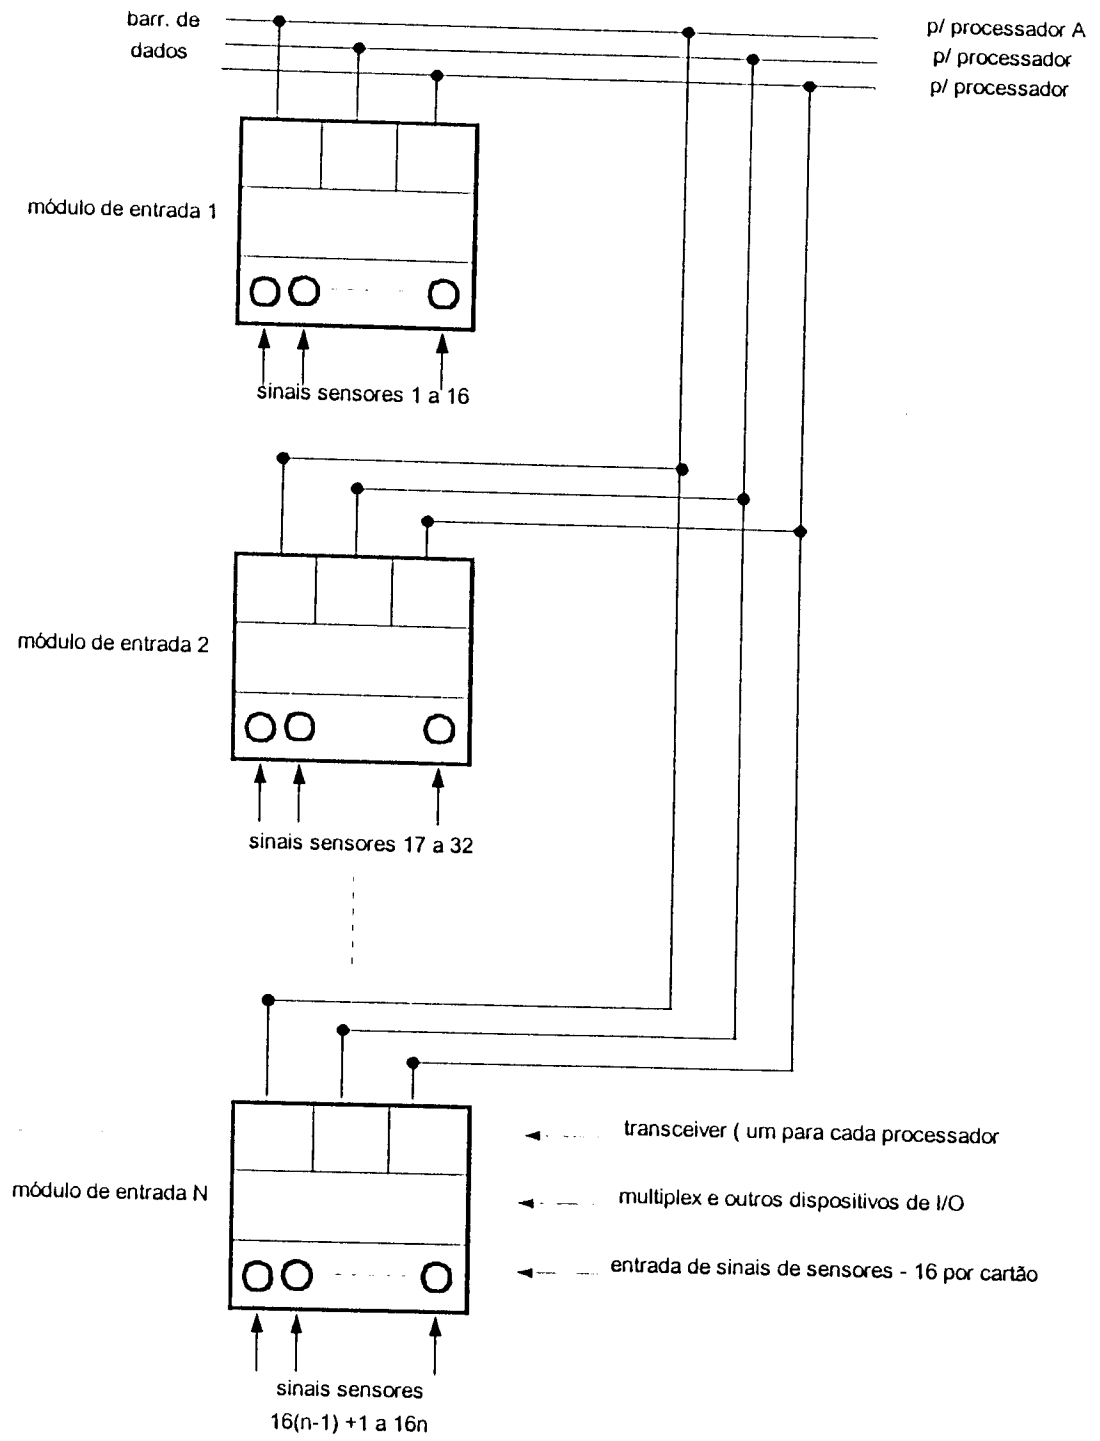 barr. de
dados
p/ processador A
p/ processador
p/ processador
módulo de entrada 1
sinais sensores 1 a 16
módulo de entrada 2
sinais sensores 17 a 32
módulo de entrada N
transceiver ( um para cada processador
multiplex e outros dispositivos de I/O
entrada de sinais de sensores - 16 por cartão
sinais sensores
16(n-1) +1 a 16n